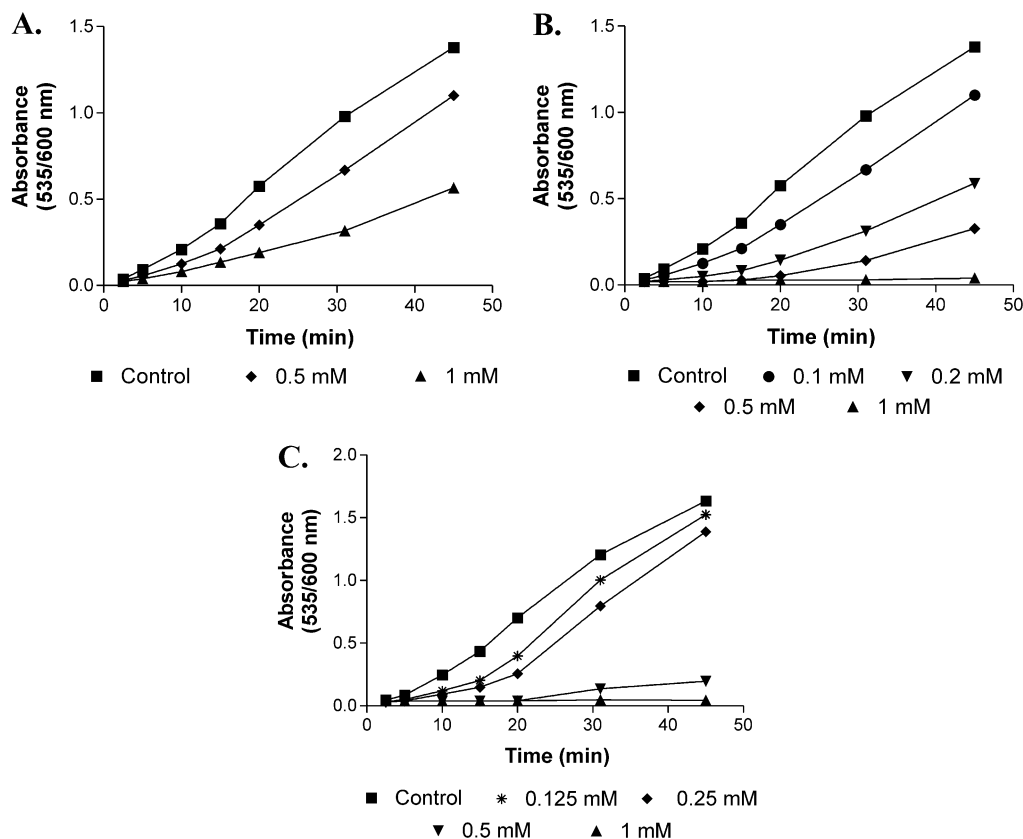 A.
1.5
1.0
0.5
0.0
Absorbance
(535/600 nm)
0 10 20 30 40 50
Time (min)
■ Control ◆ 0.5 mM ▲ 1 mM
B.
1.5
1.0
0.5
0.0
Absorbance
(535/600 nm)
0 10 20 30 40 50
Time (min)
■ Control ● 0.1 mM ▼ 0.2 mM
◆ 0.5 mM ▲ 1 mM
C.
2.0
1.5
1.0
0.5
0.0
Absorbance
(535/600 nm)
0 10 20 30 40 50
Time (min)
■ Control ✳ 0.125 mM ◆ 0.25 mM
▼ 0.5 mM ▲ 1 mM